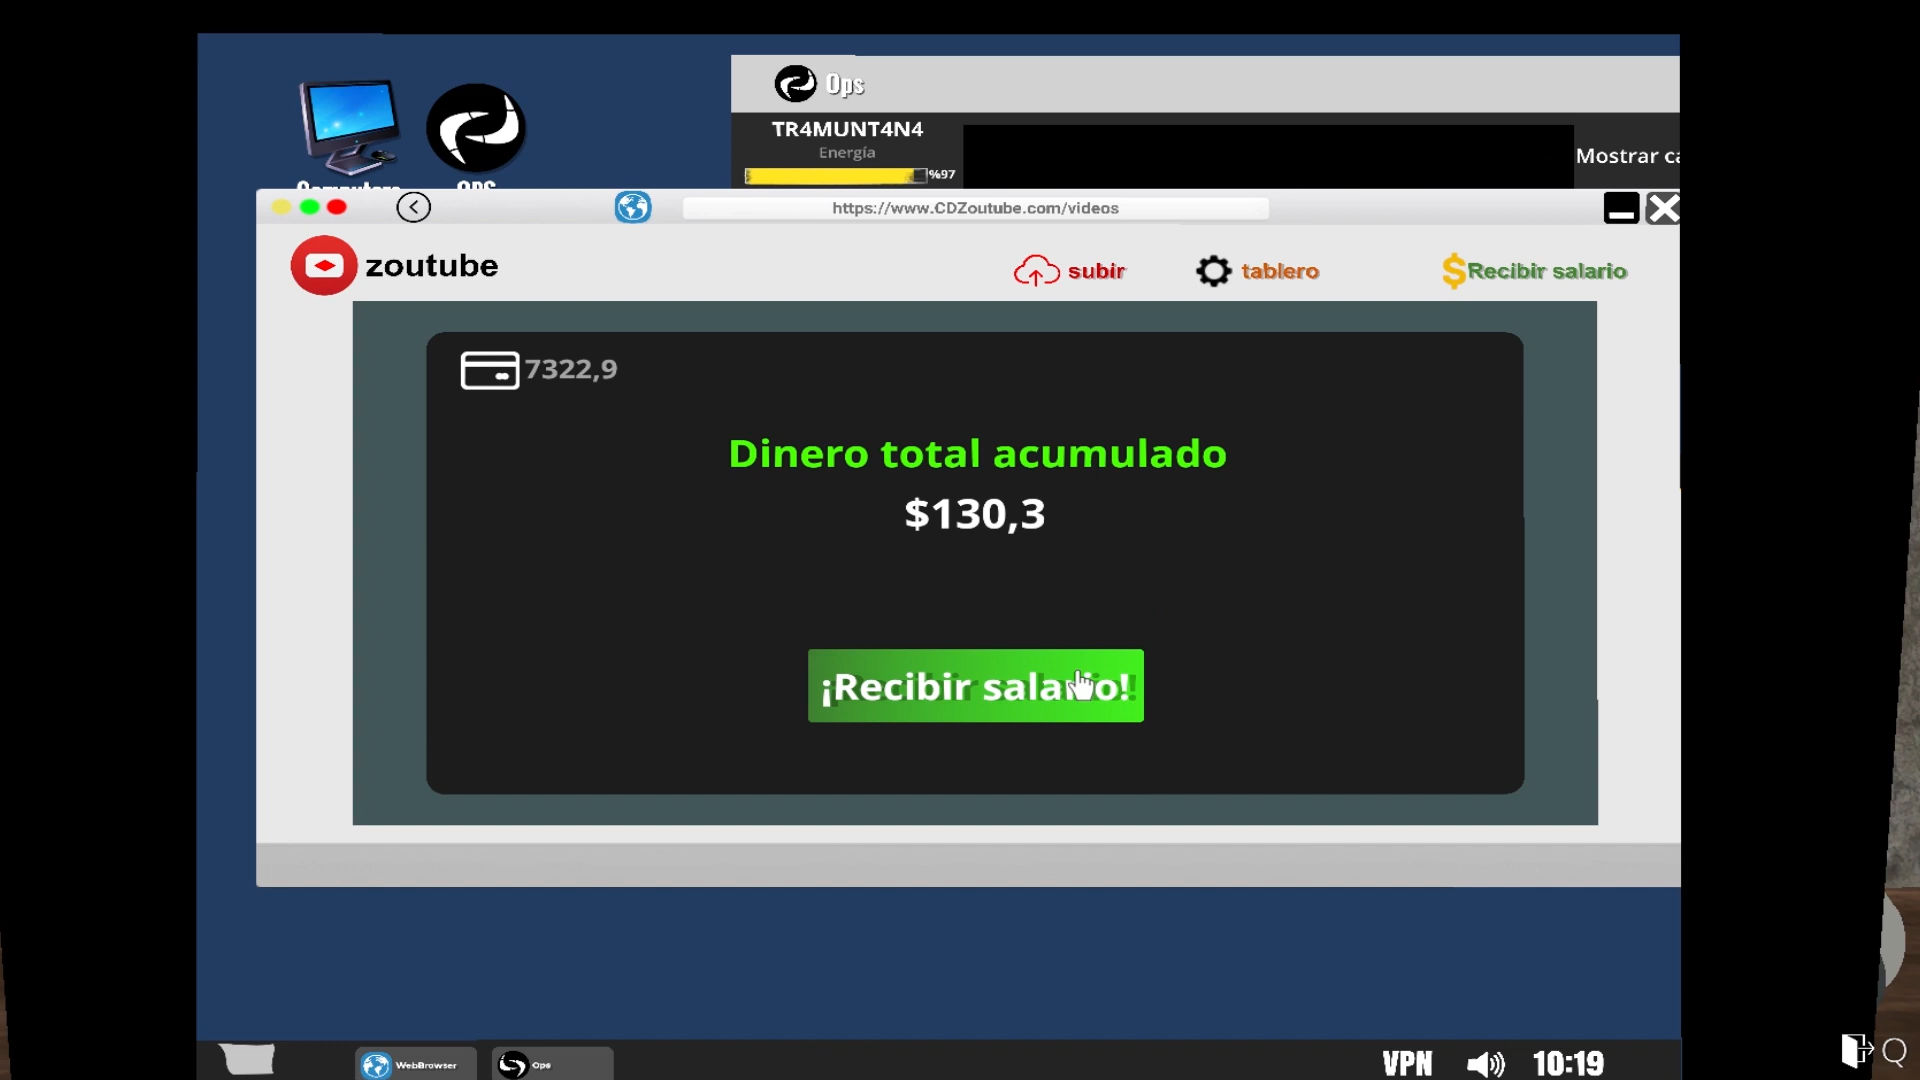 Ops
TR4MUNT4N4
Energía
%97
Mostrar ca
https://www.CDZoutube.com/videos
zoutube
subir
tablero
Recibir salario
7322,9
Dinero total acumulado
$130,3
¡Recibir salario!
WebBrowser
Ops
VPN
10:19
Q